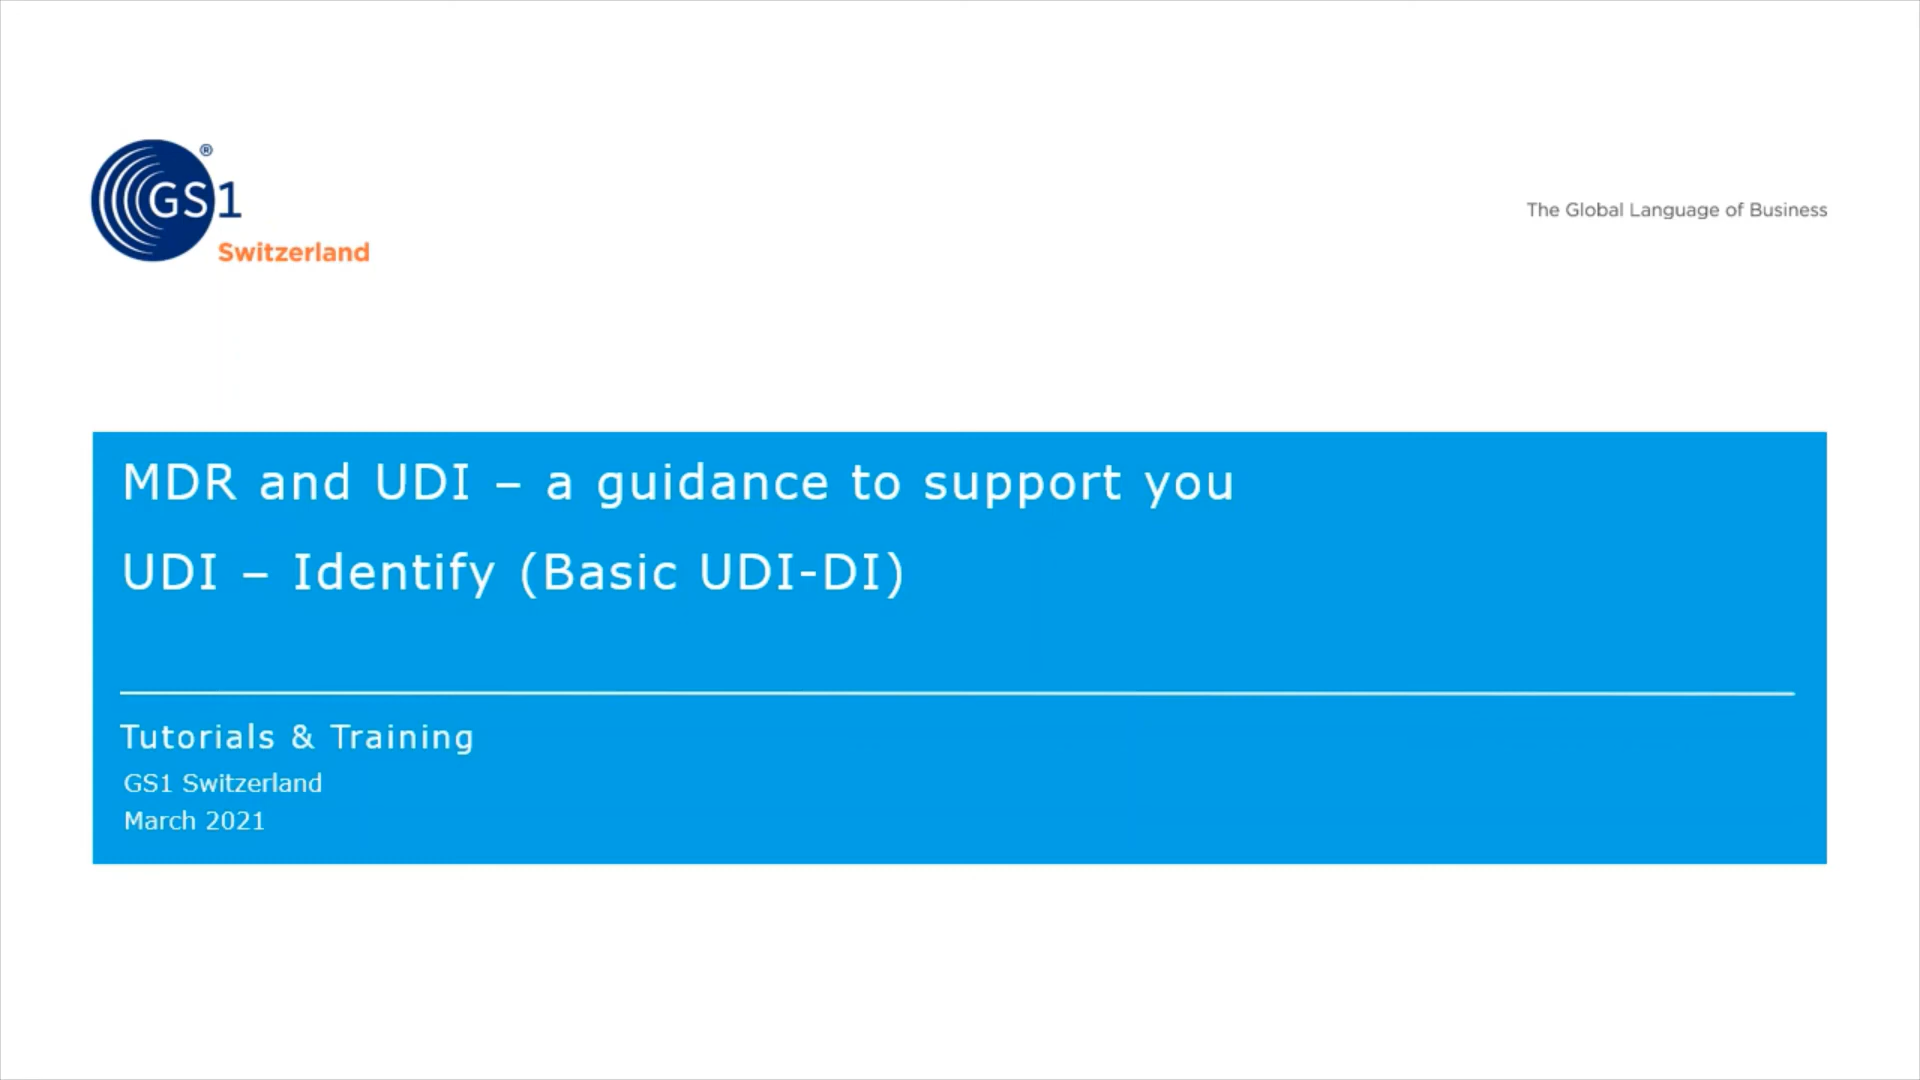 GS1®
Switzerland
The Global Language of Business
MDR and UDI – a guidance to support you
UDI – Identify (Basic UDI-DI)
Tutorials & Training
GS1 Switzerland
March 2021